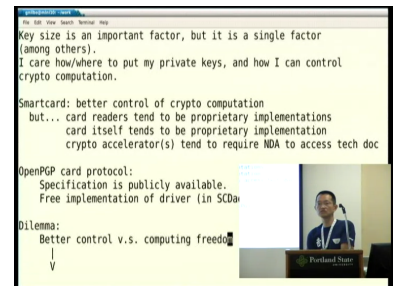 File Edit View Search Terminal Help
Key size is an important factor, but it is a single factor
(among others).
I care how/where to put my private keys, and how I can control
crypto computation.
Smartcard: better control of crypto computation
but... card readers tend to be proprietary implementations
card itself tends to be proprietary implementation
crypto accelerator(s) tend to require NDA to access tech doc
OpenPGP card protocol:
Specification is publicly available.
Free implementation of driver (in SCDae
Dilemma:
Better control v.s. computing freedom
|
V
Portland State
UNIVERSITY